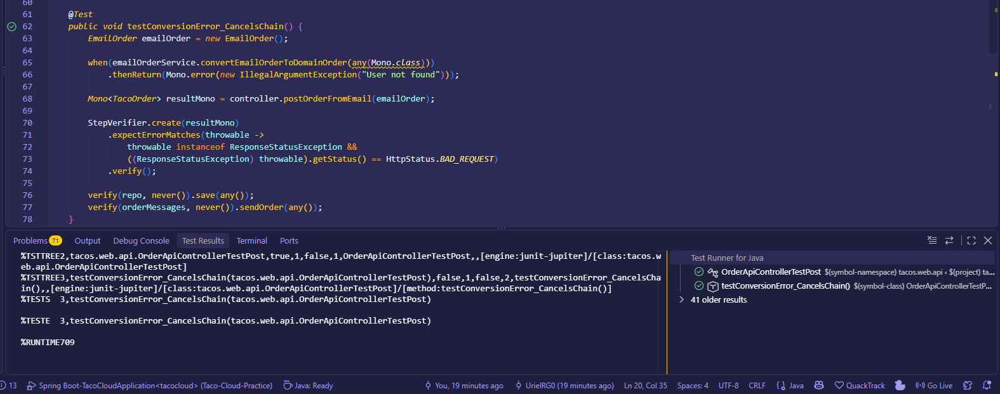 60
61 @Test
62 public void testConversionError_CancelsChain() {
63 EmailOrder emailOrder = new EmailOrder();
64
65 when(emailOrderService.convertEmailOrderToDomainOrder(any(Mono.class)))
66 .thenReturn(Mono.error(new IllegalArgumentException("User not found")));
67
68 Mono<TacoOrder> resultMono = controller.postOrderFromEmail(emailOrder);
69
70 StepVerifier.create(resultMono)
71 .expectErrorMatches(throwable ->
72 throwable instanceof ResponseStatusException &&
73 ((ResponseStatusException) throwable).getStatus() == HttpStatus.BAD_REQUEST)
74 .verify();
75
76 verify(repo, never()).save(any());
77 verify(orderMessages, never()).sendOrder(any());
78 }
Problems 71 Output Debug Console Test Results Terminal Ports
%TSTTREE2,tacos.web.api.OrderApiControllerTestPost,true,1,false,1,OrderApiControllerTestPost,,[engine:junit-jupiter]/[class:tacos.w
eb.api.OrderApiControllerTestPost]
%TSTTREE3,testConversionError_CancelsChain(tacos.web.api.OrderApiControllerTestPost),false,1,false,2,testConversionError_CancelsCha
in(),,[engine:junit-jupiter]/[class:tacos.web.api.OrderApiControllerTestPost]/[method:testConversionError_CancelsChain()]
%TESTS 3,testConversionError_CancelsChain(tacos.web.api.OrderApiControllerTestPost)
%TESTE 3,testConversionError_CancelsChain(tacos.web.api.OrderApiControllerTestPost)
%RUNTIME709
Test Runner for Java
OrderApiControllerTestPost $(symbol-namespace) tacos.web.api < $(project) ta...
testConversionError_CancelsChain() $(symbol-class) OrderApiControllerTestP...
41 older results
13 Spring Boot-TacoCloudApplication<tacocloud> (Taco-Cloud-Practice) Java: Ready You, 19 minutes ago UrielRG0 (19 minutes ago) Ln 20, Col 35 Spaces: 4 UTF-8 CRLF Java QuackTrack Go Live